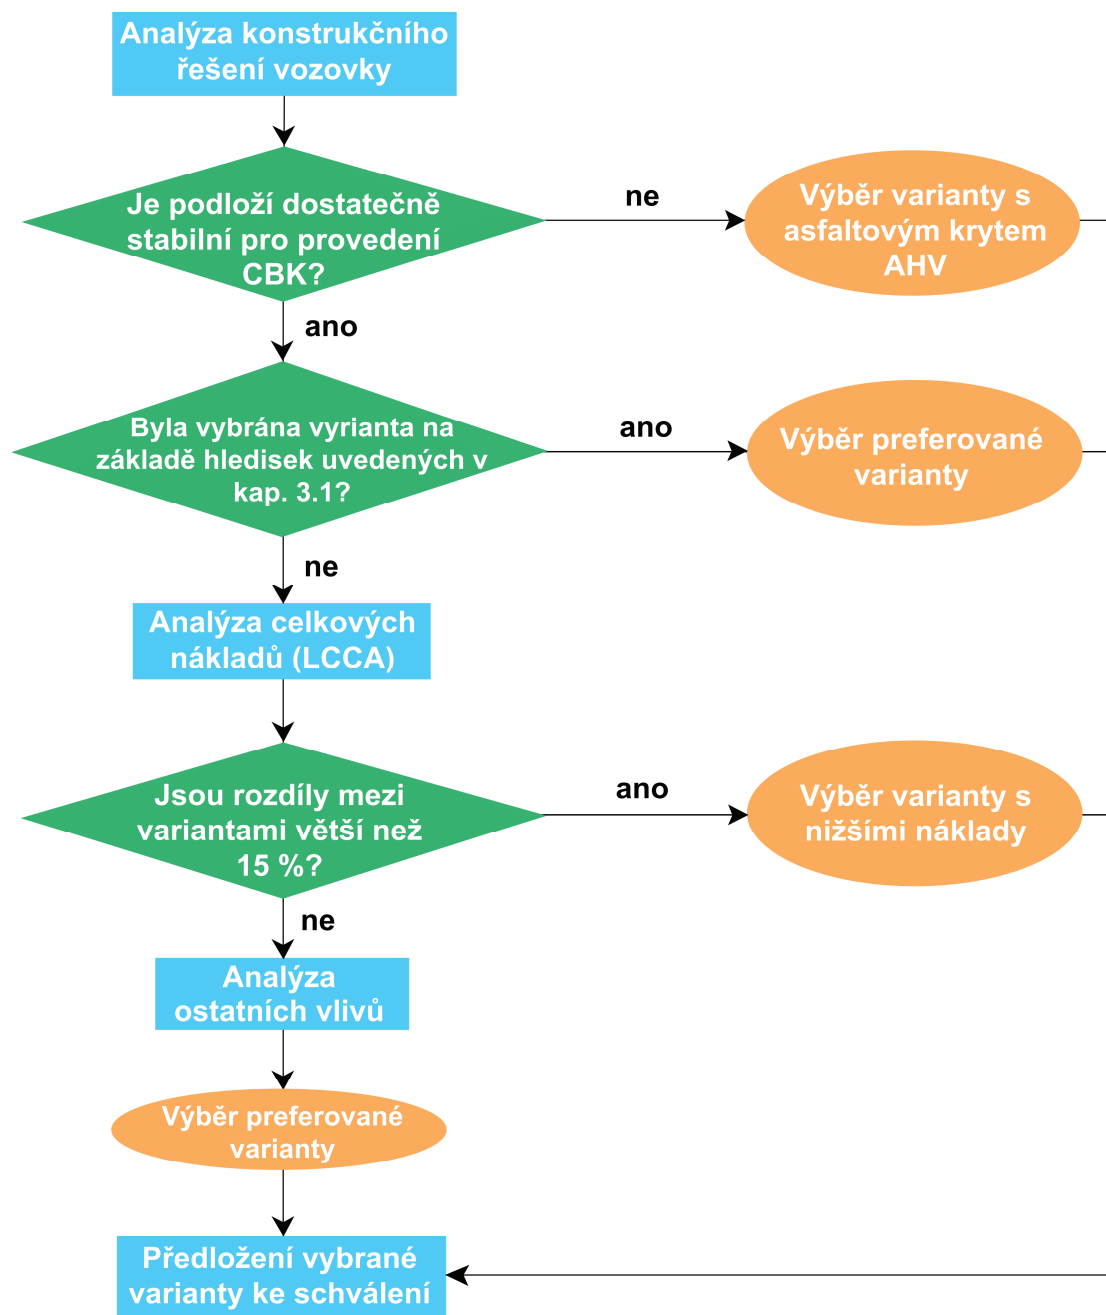 Analýza konstrukčního
řešení vozovky
Je podloží dostatečně
stabilní pro provedení
CBK?
ne
Výběr varianty s
asfaltovým krytem
AHV
ano
Byla vybrána vyrianta na
základě hledisek uvedených v
kap. 3.1?
ano
Výběr preferované
varianty
ne
Analýza celkových
nákladů (LCCA)
Jsou rozdíly mezi
variantami větší než
15 %?
ano
Výběr varianty s
nižšími náklady
ne
Analýza
ostatních vlivů
Výběr preferované
varianty
Předložení vybrané
varianty ke schválení